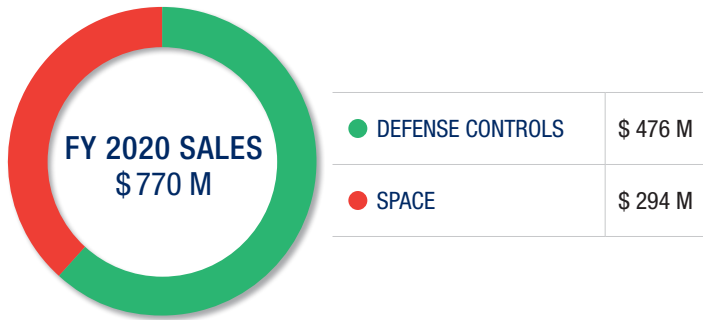 FY 2020 SALES
$ 770 M
DEFENSE CONTROLS $ 476 M
SPACE $ 294 M